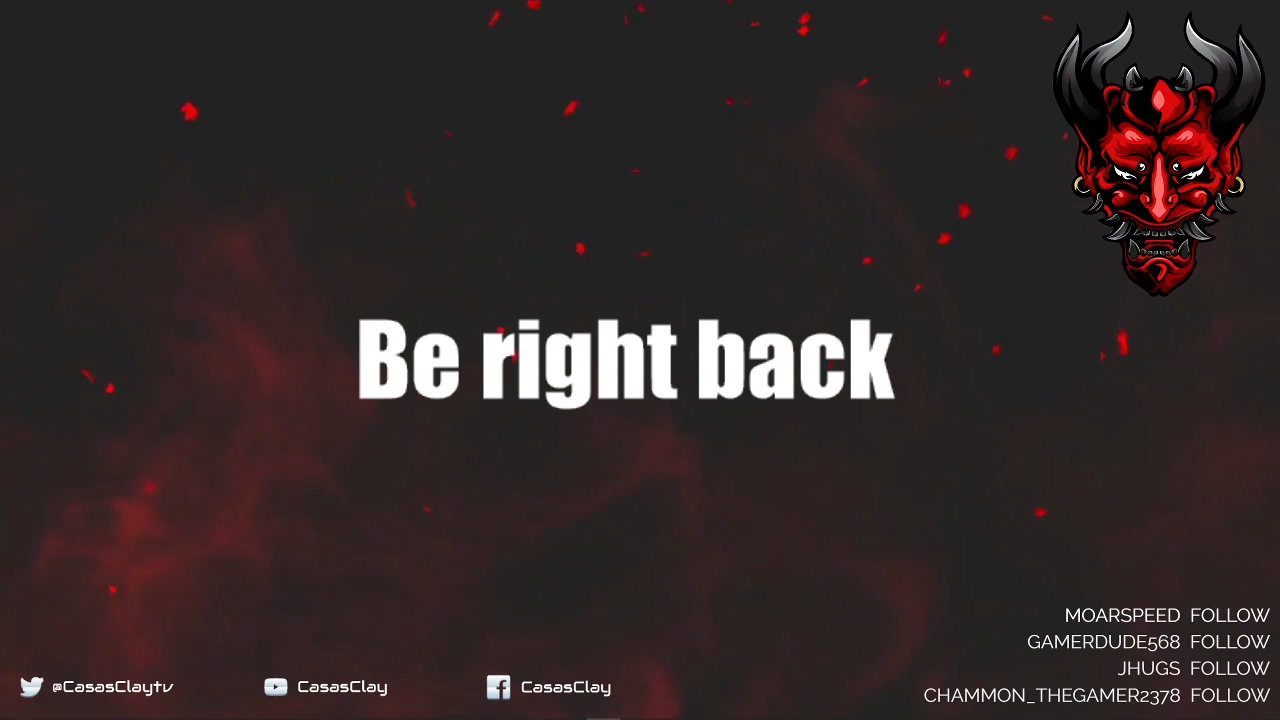 Be right back
MOARSPEED FOLLOW
GAMERDUDE568 FOLLOW
JHUGS FOLLOW
CHAMMON_THEGAMER2378 FOLLOW
@CasasClaytv CasasClay CasasClay